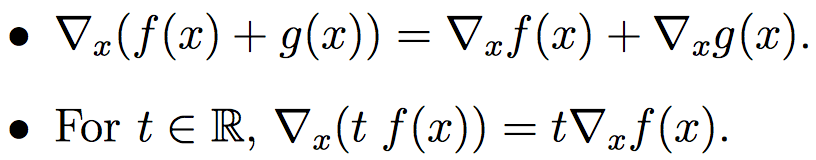 • ∇ₓ(f(x) + g(x)) = ∇ₓf(x) + ∇ₓg(x).
• For t ∈ ℝ, ∇ₓ(t f(x)) = t∇ₓf(x).